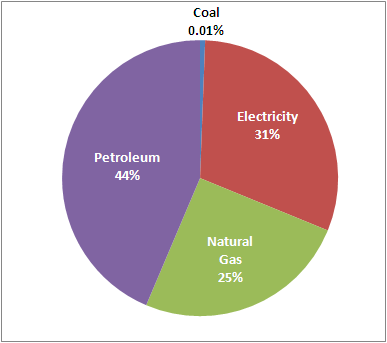 Coal
0.01%
Electricity
31%
Petroleum
44%
Natural
Gas
25%